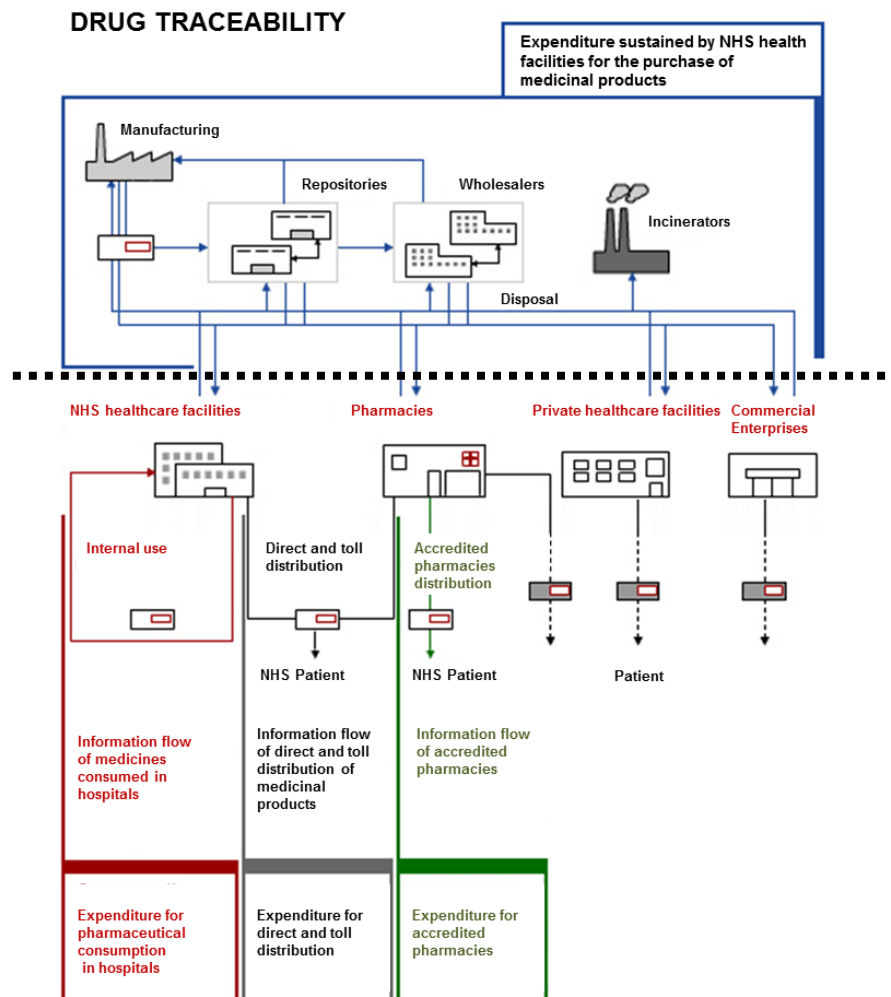 DRUG TRACEABILITY
Expenditure sustained by NHS health
facilities for the purchase of
medicinal products
Manufacturing
Repositories
Wholesalers
Incinerators
Disposal
NHS healthcare facilities
Pharmacies
Private healthcare facilities
Commercial
Enterprises
Internal use
Direct and toll
distribution
Accredited
pharmacies
distribution
NHS Patient
NHS Patient
Patient
Information flow
of medicines
consumed in
hospitals
Information flow
of direct and toll
distribution of
medicinal
products
Information flow
of accredited
pharmacies
Expenditure for
pharmaceutical
consumption
in hospitals
Expenditure for
direct and toll
distribution
Expenditure for
accredited
pharmacies